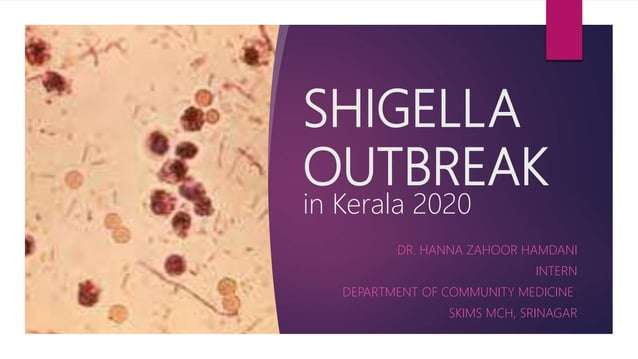 SHIGELLA
OUTBREAK
in Kerala 2020
DR. HANNA ZAHOOR HAMDANI
INTERN
DEPARTMENT OF COMMUNITY MEDICINE
SKIMS MCH, SRINAGAR